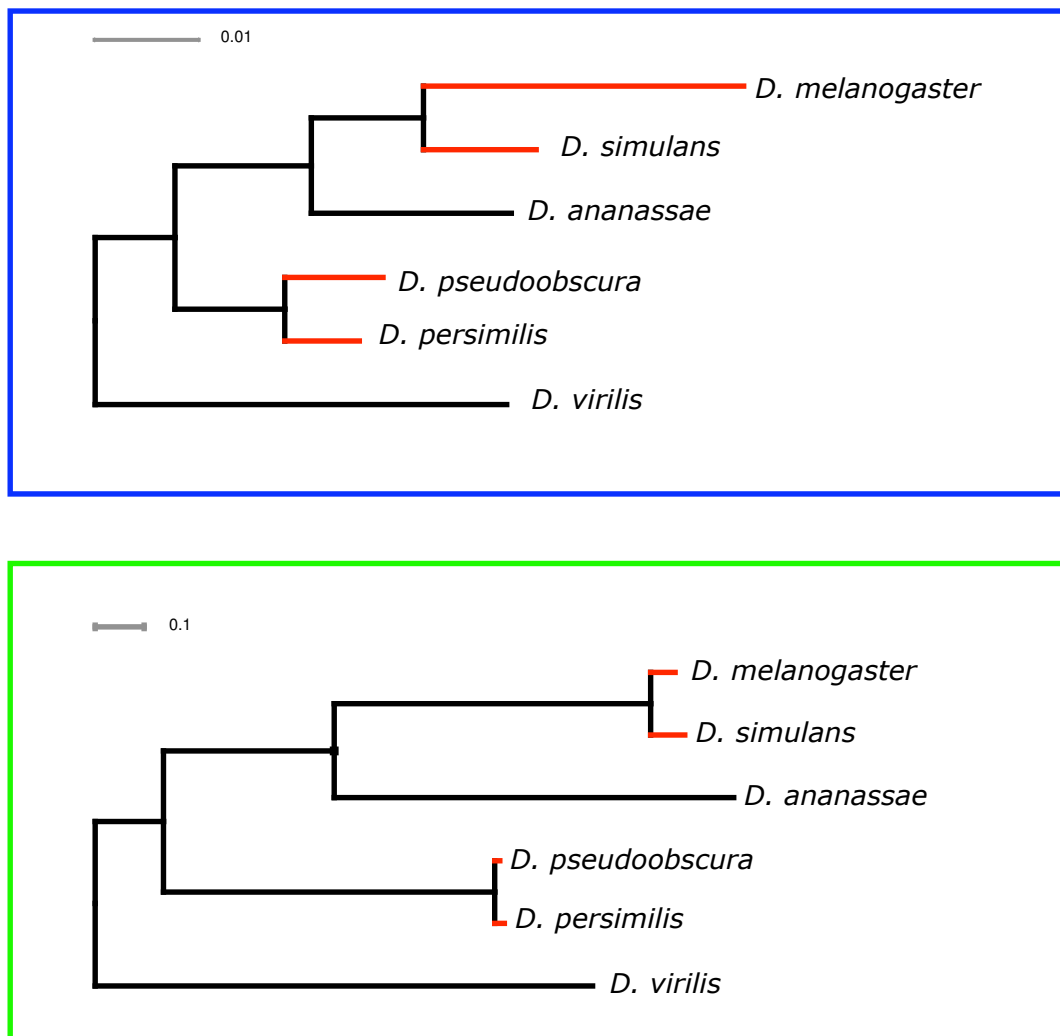 0.01
D. melanogaster
D. simulans
D. ananassae
D. pseudoobscura
D. persimilis
D. virilis
0.1
D. melanogaster
D. simulans
D. ananassae
D. pseudoobscura
D. persimilis
D. virilis